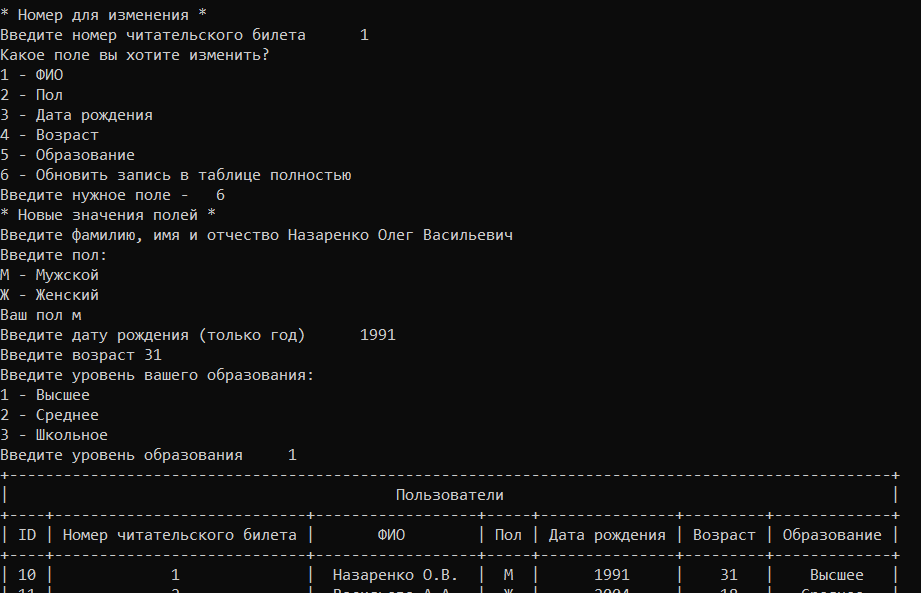 * Номер для изменения *
Введите номер читательского билета 1
Какое поле вы хотите изменить?
1 - ФИО
2 - Пол
3 - Дата рождения
4 - Возраст
5 - Образование
6 - Обновить запись в таблице полностью
Введите нужное поле - 6
* Новые значения полей *
Введите фамилию, имя и отчество Назаренко Олег Васильевич
Введите пол:
М - Мужской
Ж - Женский
Ваш пол м
Введите дату рождения (только год) 1991
Введите возраст 31
Введите уровень вашего образования:
1 - Высшее
2 - Среднее
3 - Школьное
Введите уровень образования 1
Пользователи
| ID | Номер читательского билета | ФИО | Пол | Дата рождения | Возраст | Образование |
| 10 | 1 | Назаренко О.В. | М | 1991 | 31 | Высшее |